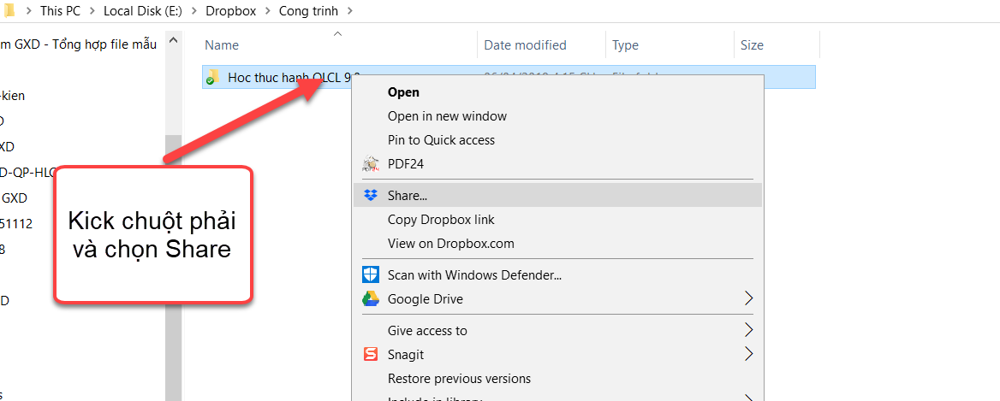 This PC > Local Disk (E:) > Dropbox > Cong trinh >
m GXD - Tổng hợp file mẫu
Name Date modified Type Size
-kien
D
XD
D-QP-HLC
GXD
51112
8
D
s
Hoc thuc hanh QLCL 9.0
Open
Open in new window
Pin to Quick access
PDF24
Share...
Copy Dropbox link
View on Dropbox.com
Scan with Windows Defender...
Google Drive
Give access to
Snagit
Restore previous versions
Include in library
Kick chuột phải
và chọn Share